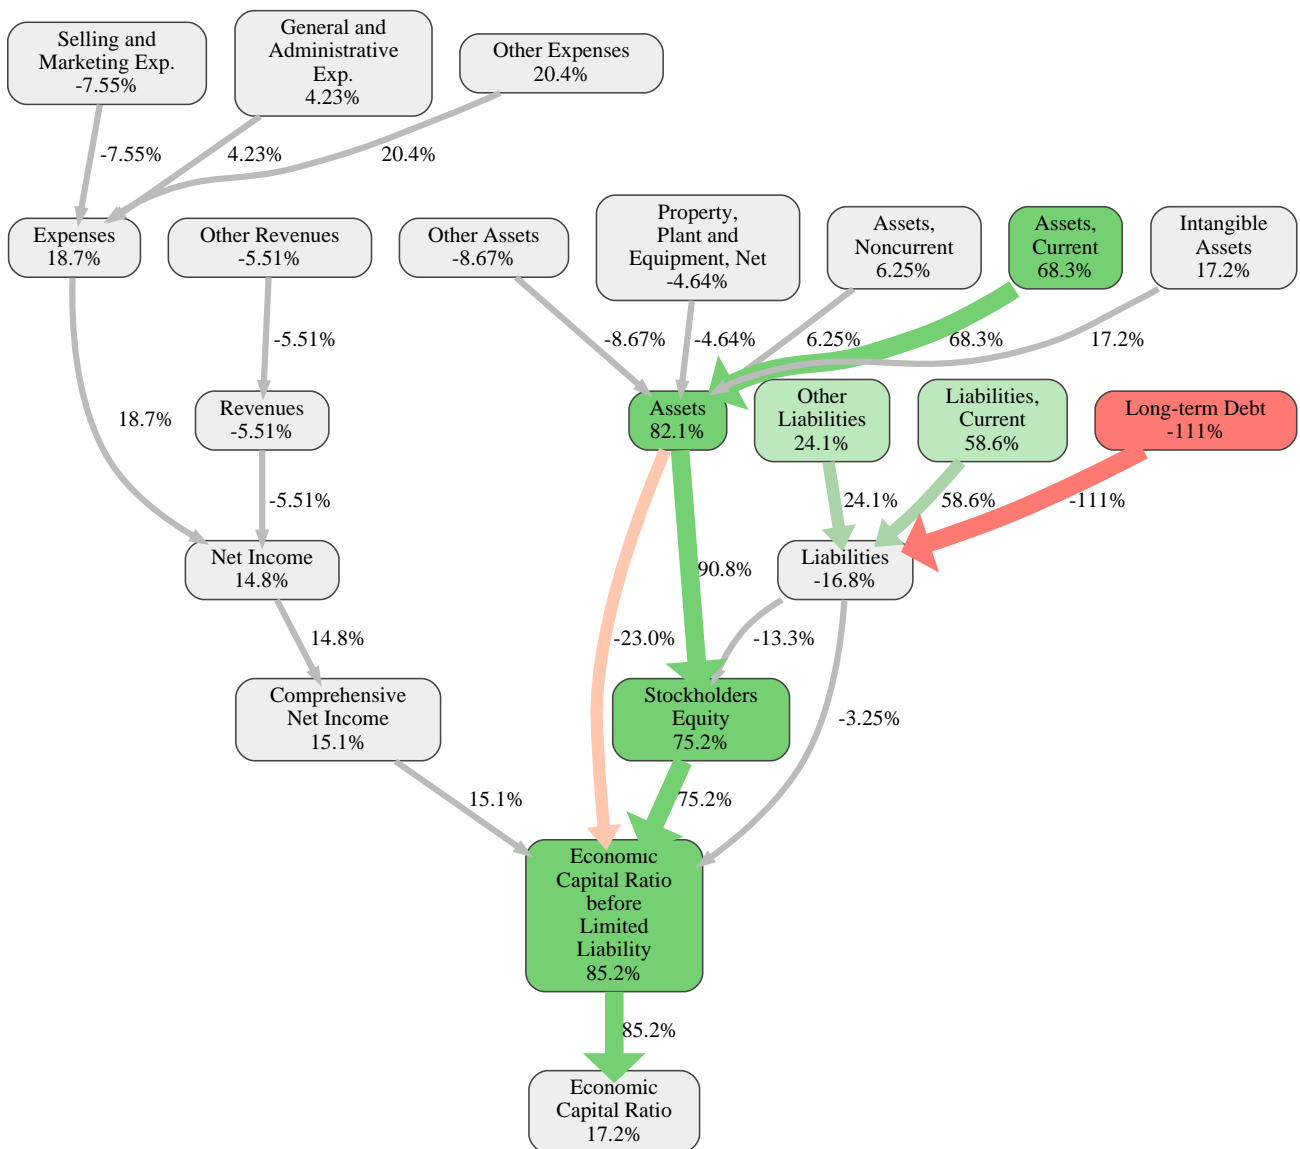 Selling and
Marketing Exp.
-7.55%
General and
Administrative
Exp.
4.23%
Other Expenses
20.4%
-7.55%
4.23%
20.4%
Expenses
18.7%
Other Revenues
-5.51%
Other Assets
-8.67%
Property,
Plant and
Equipment, Net
-4.64%
Assets,
Noncurrent
6.25%
Assets,
Current
68.3%
Intangible
Assets
17.2%
-5.51%
-8.67%
-4.64%
6.25%
68.3%
17.2%
18.7%
Revenues
-5.51%
Assets
82.1%
Other
Liabilities
24.1%
Liabilities,
Current
58.6%
Long-term Debt
-111%
-5.51%
24.1%
58.6%
-111%
Net Income
14.8%
90.8%
Liabilities
-16.8%
14.8%
-23.0%
-13.3%
Comprehensive
Net Income
15.1%
Stockholders
Equity
75.2%
-3.25%
15.1%
75.2%
Economic
Capital Ratio
before
Limited
Liability
85.2%
85.2%
Economic
Capital Ratio
17.2%